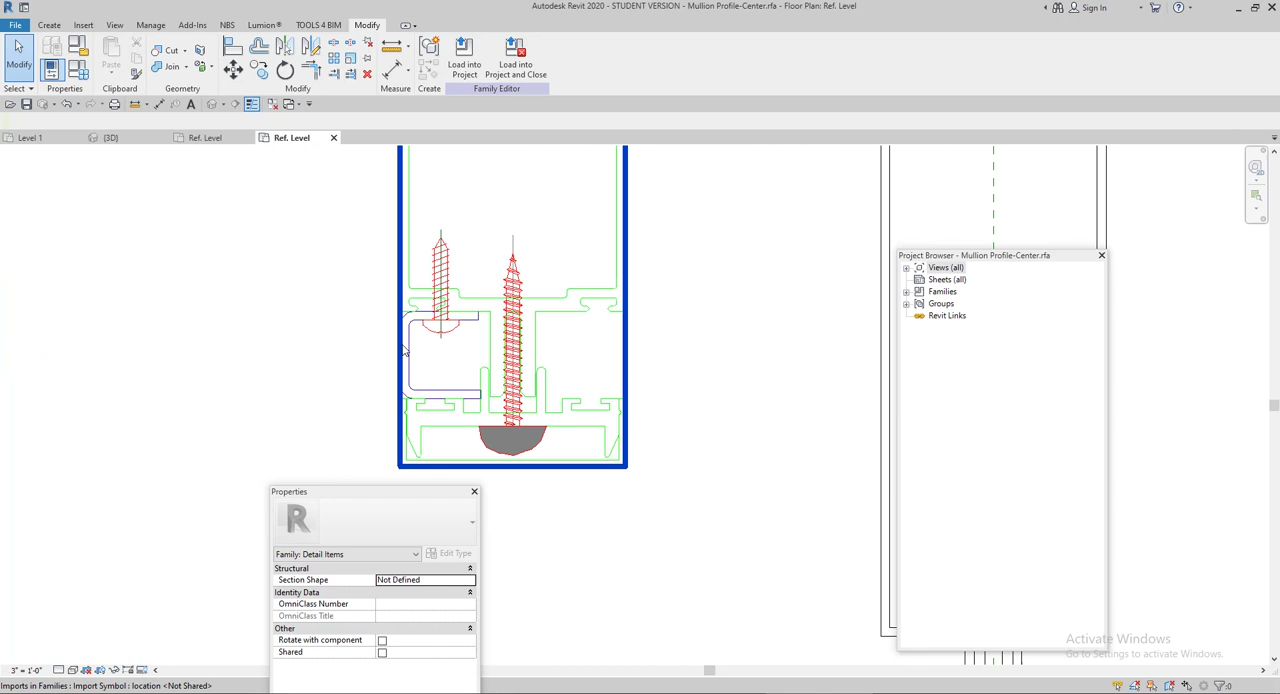 Autodesk Revit 2020 - STUDENT VERSION - Mullion Profile-Center.rfa - Floor Plan: Ref. Level
Sign In
File Create Insert View Manage Add-Ins NBS Lumion® TOOLS 4 BIM Modify
Modify
Paste
Cut
Join
Load into Project
Load into Project and Close
Select Properties Clipboard Geometry Modify Measure Create Family Editor
Level 1 {3D} Ref. Level Ref. Level
Project Browser - Mullion Profile-Center.rfa
Views (all)
Sheets (all)
Families
Groups
Revit Links
Properties
R
Family: Detail Items Edit Type
Structural
Section Shape Not Defined
Identity Data
OmniClass Number
OmniClass Title
Other
Rotate with component
Shared
Activate Windows
Go to Settings to activate Windows.
3" = 1'-0"
Imports in Families : Import Symbol : location <Not Shared>
:0